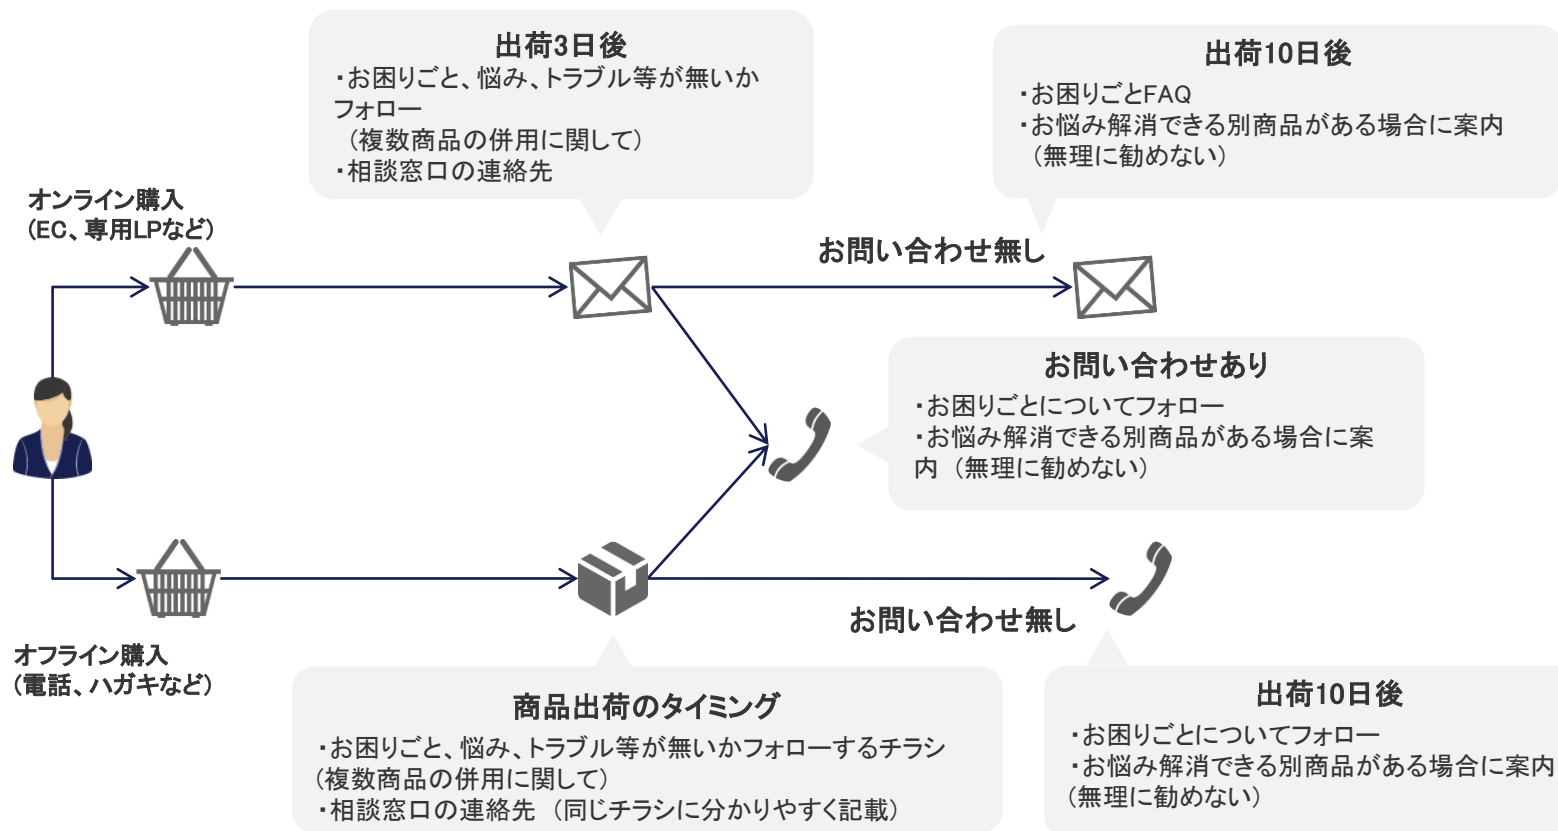 出荷3日後
・お困りごと、悩み、トラブル等が無いか
フォロー
（複数商品の併用に関して）
・相談窓口の連絡先
出荷10日後
・お困りごとFAQ
・お悩み解消できる別商品がある場合に案内
（無理に勧めない）
オンライン購入
(EC、専用LPなど)
お問い合わせ無し
お問い合わせあり
・お困りごとについてフォロー
・お悩み解消できる別商品がある場合に案
内 （無理に勧めない）
お問い合わせ無し
オフライン購入
(電話、ハガキなど)
商品出荷のタイミング
・お困りごと、悩み、トラブル等が無いかフォローするチラシ
（複数商品の併用に関して）
・相談窓口の連絡先 （同じチラシに分かりやすく記載）
出荷10日後
・お困りごとについてフォロー
・お悩み解消できる別商品がある場合に案内
（無理に勧めない）